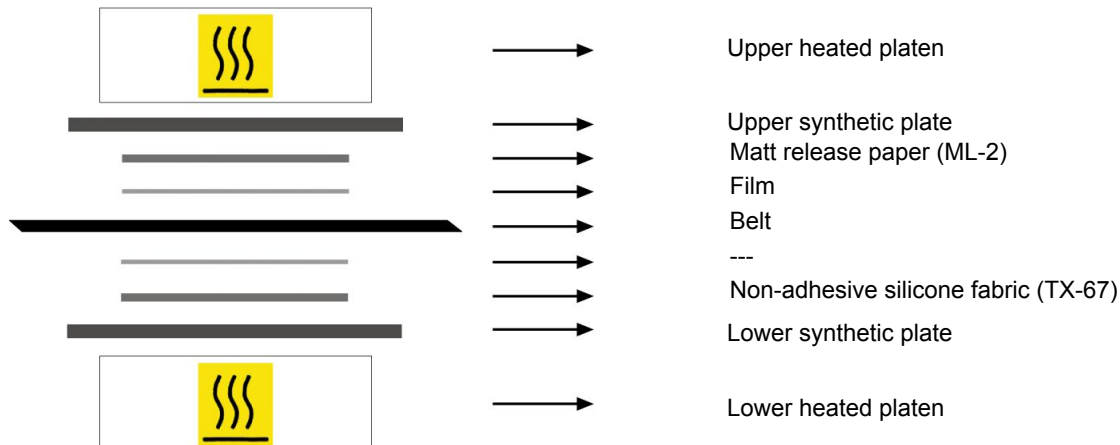 Upper heated platen
Upper synthetic plate
Matt release paper (ML-2)
Film
Belt
---
Non-adhesive silicone fabric (TX-67)
Lower synthetic plate
Lower heated platen